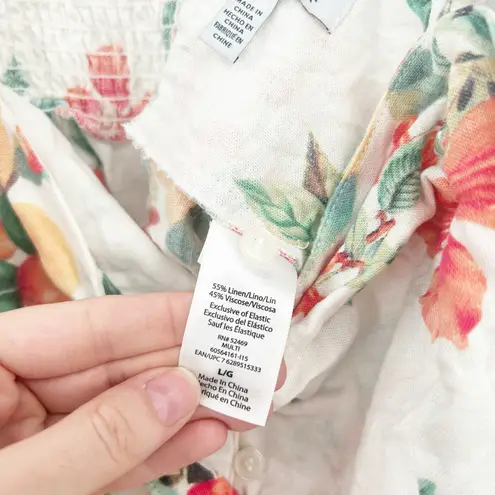 MADE IN
CHINA
HECHO EN
CHINA
FABRIQUÉ EN
CHINE
55% Linen/Lino/Lin
45% Viscose/Viscosa
Exclusive of Elastic
Exclusivo del Elástico
Sauf les Élastique
RN# 52469
MULTI
60564161-I15
EAN/UPC 7 6289515333
L/G
Made In China
Hecho En China
Fabriqué en Chine